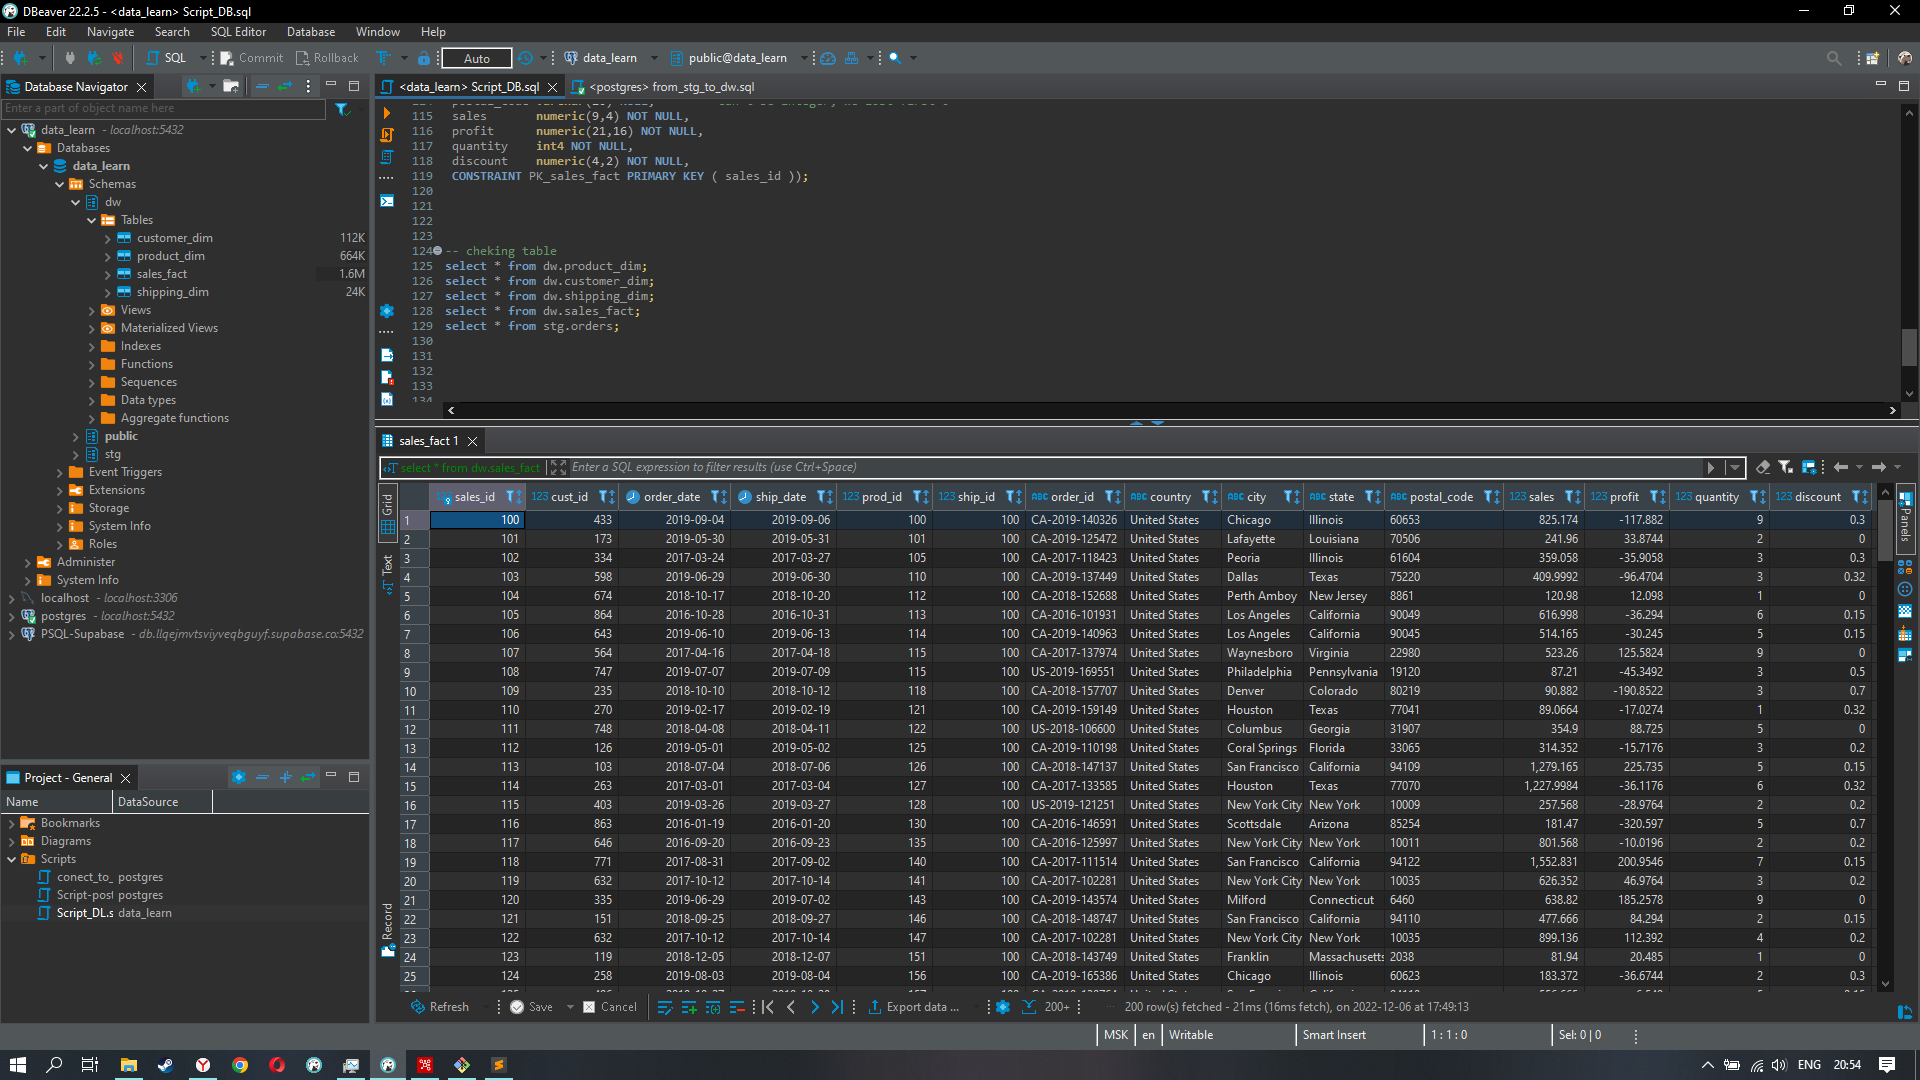 DBeaver 22.2.5 - <data_learn> Script_DB.sql
File Edit Navigate Search SQL Editor Database Window Help
SQL Commit Rollback Auto data_learn public@data_learn
Database Navigator
Enter a part of object name here
data_learn - localhost:5432
Databases
data_learn
Schemas
dw
Tables
customer_dim 112K
product_dim 664K
sales_fact 1.6M
shipping_dim 24K
Views
Materialized Views
Indexes
Functions
Sequences
Data types
Aggregate functions
public
stg
Event Triggers
Extensions
Storage
System Info
Roles
Administer
System Info
localhost - localhost:3306
postgres - localhost:5432
PSQL-Supabase - db.llqejmvtsviyveqbguyf.supabase.co:5432
Project - General
Name DataSource
Bookmarks
Diagrams
Scripts
conect_to_ postgres
Script-post postgres
Script_DL.s data_learn
<data_learn> Script_DB.sql <postgres> from_stg_to_dw.sql
115 sales numeric(9,4) NOT NULL,
116 profit numeric(21,16) NOT NULL,
117 quantity int4 NOT NULL,
118 discount numeric(4,2) NOT NULL,
119 CONSTRAINT PK_sales_fact PRIMARY KEY ( sales_id ));
120
121
122
123
124 -- cheking table
125 select * from dw.product_dim;
126 select * from dw.customer_dim;
127 select * from dw.shipping_dim;
128 select * from dw.sales_fact;
129 select * from stg.orders;
130
131
132
133
134
sales_fact 1
select * from dw.sales_fact Enter a SQL expression to filter results (use Ctrl+Space)
Grid
Text
Record
Panels
sales_id 123 cust_id order_date ship_date 123 prod_id 123 ship_id ABC order_id ABC country ABC city ABC state ABC postal_code 123 sales 123 profit 123 quantity 123 discount
1 100 433 2019-09-04 2019-09-06 100 100 CA-2019-140326 United States Chicago Illinois 60653 825.174 -117.882 9 0.3
2 101 173 2019-05-30 2019-05-31 101 100 CA-2019-125472 United States Lafayette Louisiana 70506 241.96 33.8744 2 0
3 102 334 2017-03-24 2017-03-27 105 100 CA-2017-118423 United States Peoria Illinois 61604 359.058 -35.9058 3 0.3
4 103 598 2019-06-29 2019-06-30 110 100 CA-2019-137449 United States Dallas Texas 75220 409.9992 -96.4704 3 0.32
5 104 674 2018-10-17 2018-10-20 112 100 CA-2018-152688 United States Perth Amboy New Jersey 8861 120.98 12.098 1 0
6 105 864 2016-10-28 2016-10-31 113 100 CA-2016-101931 United States Los Angeles California 90049 616.998 -36.294 6 0.15
7 106 643 2019-06-10 2019-06-13 114 100 CA-2019-140963 United States Los Angeles California 90045 514.165 -30.245 5 0.15
8 107 564 2017-04-16 2017-04-18 115 100 CA-2017-137974 United States Waynesboro Virginia 22980 523.26 125.5824 9 0
9 108 747 2019-07-07 2019-07-09 115 100 US-2019-169551 United States Philadelphia Pennsylvania 19120 87.21 -45.3492 3 0.5
10 109 235 2018-10-10 2018-10-12 118 100 CA-2018-157707 United States Denver Colorado 80219 90.882 -190.8522 3 0.7
11 110 270 2019-02-17 2019-02-19 121 100 CA-2019-159149 United States Houston Texas 77041 89.0664 -17.0274 1 0.32
12 111 748 2018-04-08 2018-04-11 122 100 US-2018-106600 United States Columbus Georgia 31907 354.9 88.725 5 0
13 112 126 2019-05-01 2019-05-02 125 100 CA-2019-110198 United States Coral Springs Florida 33065 314.352 -15.7176 3 0.2
14 113 103 2018-07-04 2018-07-06 126 100 CA-2018-147137 United States San Francisco California 94109 1,279.165 225.735 5 0.15
15 114 263 2017-03-01 2017-03-04 127 100 CA-2017-133585 United States Houston Texas 77070 1,227.9984 -36.1176 6 0.32
16 115 403 2019-03-26 2019-03-27 128 100 US-2019-121251 United States New York City New York 10009 257.568 -28.9764 2 0.2
17 116 863 2016-01-19 2016-01-20 130 100 CA-2016-146591 United States Scottsdale Arizona 85254 181.47 -320.597 5 0.7
18 117 646 2016-09-20 2016-09-23 135 100 CA-2016-125997 United States New York City New York 10011 801.568 -10.0196 2 0.2
19 118 771 2017-08-31 2017-09-02 140 100 CA-2017-111514 United States San Francisco California 94122 1,552.831 200.9546 7 0.15
20 119 632 2017-10-12 2017-10-14 141 100 CA-2017-102281 United States New York City New York 10035 626.352 46.9764 3 0.2
21 120 335 2019-06-29 2019-07-02 143 100 CA-2019-143574 United States Milford Connecticut 6460 638.82 185.2578 9 0
22 121 151 2018-09-25 2018-09-27 146 100 CA-2018-148747 United States San Francisco California 94110 477.666 84.294 2 0.15
23 122 632 2017-10-12 2017-10-14 147 100 CA-2017-102281 United States New York City New York 10035 899.136 112.392 4 0.2
24 123 119 2018-12-05 2018-12-07 151 100 CA-2018-143749 United States Franklin Massachusetts 2038 81.94 20.485 1 0
25 124 258 2019-08-03 2019-08-04 156 100 CA-2019-165386 United States Chicago Illinois 60623 183.372 -36.6744 2 0.3
Refresh Save Cancel Export data ... 200+ 200 row(s) fetched - 21ms (16ms fetch), on 2022-12-06 at 17:49:13
MSK en Writable Smart Insert 1 : 1 : 0 Sel: 0 | 0
ENG 20:54